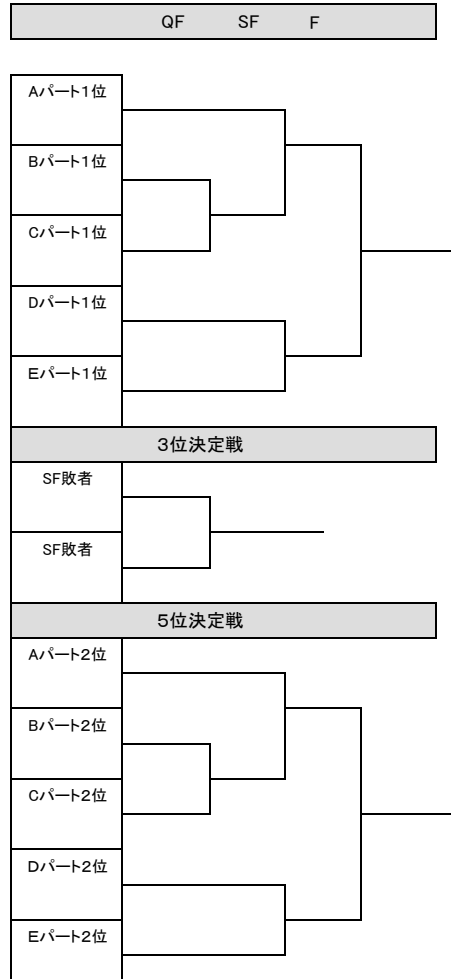 QF SF F
Aパート1位
Bパート1位
Cパート1位
Dパート1位
Eパート1位
3位決定戦
SF敗者
SF敗者
5位決定戦
Aパート2位
Bパート2位
Cパート2位
Dパート2位
Eパート2位